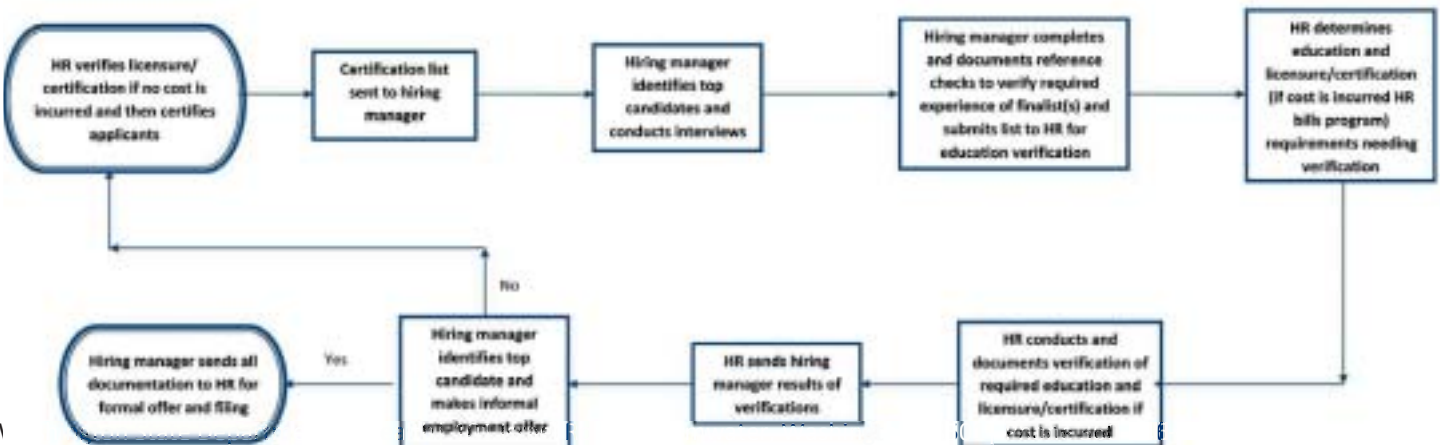 HR verifies licensure/
certification if no cost is
incurred and then certifies
applicants
Certification list
sent to hiring
manager
Hiring manager
identifies top
candidates and
conducts interviews
Hiring manager completes
and documents reference
checks to verify required
experience of finalist(s) and
submits list to HR for
education verification
HR determines
education and
licensure/certification
(if cost is incurred HR
bills program)
requirements needing
verification
HR conducts and
documents verification of
required education and
licensure/certification if
cost is incurred
HR sends hiring
manager results of
verifications
Hiring manager
identifies top
candidate and
makes informal
employment offer
No
Yes
Hiring manager sends all
documentation to HR for
formal offer and filing